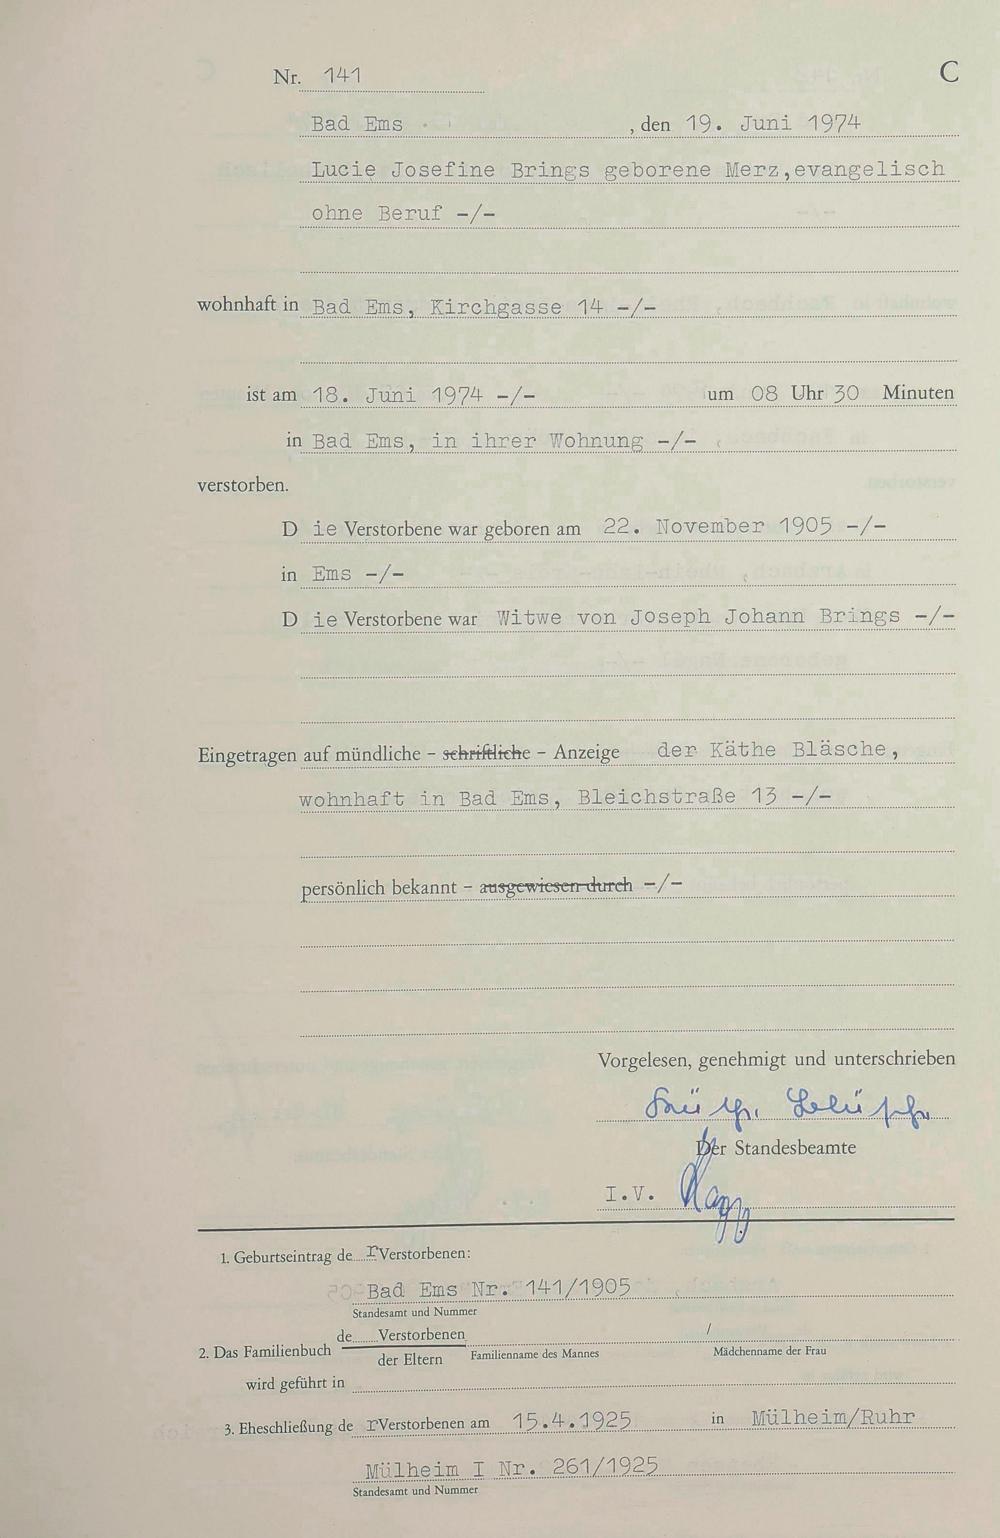 Nr. 141 C
Bad Ems , den 19. Juni 1974
Lucie Josefine Brings geborene Merz,evangelisch
ohne Beruf -/-
wohnhaft in Bad Ems, Kirchgasse 14 -/-
ist am 18. Juni 1974 -/- um 08 Uhr 30 Minuten
in Bad Ems, in ihrer Wohnung -/-
verstorben.
D ie Verstorbene war geboren am 22. November 1905 -/-
in Ems -/-
D ie Verstorbene war Witwe von Joseph Johann Brings -/-
Eingetragen auf mündliche – schriftliche – Anzeige der Käthe Bläsche,
wohnhaft in Bad Ems, Bleichstraße 13 -/-
persönlich bekannt – ausgewiesen durch -/-
Vorgelesen, genehmigt und unterschrieben
Der Standesbeamte
I.V.
1. Geburtseintrag de r Verstorbenen:
Bad Ems Nr. 141/1905
Standesamt und Nummer
de Verstorbenen /
2. Das Familienbuch
der Eltern Familienname des Mannes Mädchenname der Frau
wird geführt in
3. Eheschließung de r Verstorbenen am 15.4.1925 in Mülheim/Ruhr
Mülheim I Nr. 261/1925
Standesamt und Nummer